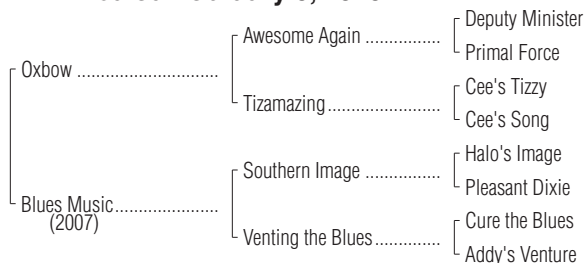 Deputy Minister
Awesome Again ................
Primal Force
Oxbow ..............................
Cee's Tizzy
Tizamazing........................
Cee's Song
Halo's Image
Southern Image ................
Pleasant Dixie
Blues Music......................
(2007)
Cure the Blues
Venting the Blues..............
Addy's Venture